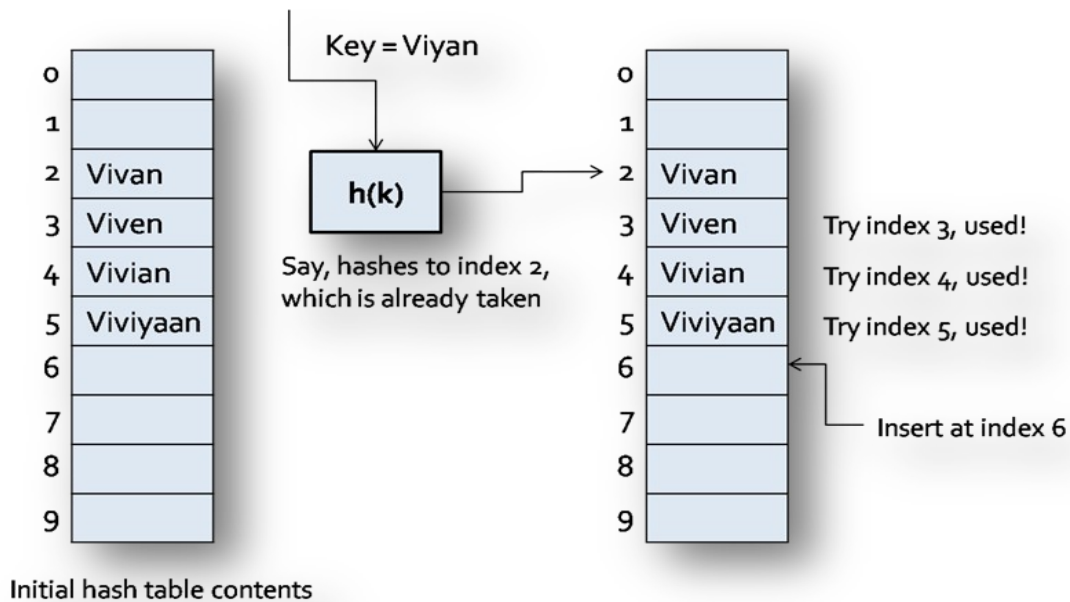 Key = Viyan
0
1
2 Vivan
3 Viven
4 Vivian
5 Viviyaan
6
7
8
9
Initial hash table contents
h(k)
Say, hashes to index 2,
which is already taken
0
1
2 Vivan
3 Viven Try index 3, used!
4 Vivian Try index 4, used!
5 Viviyaan Try index 5, used!
6
7 Insert at index 6
8
9